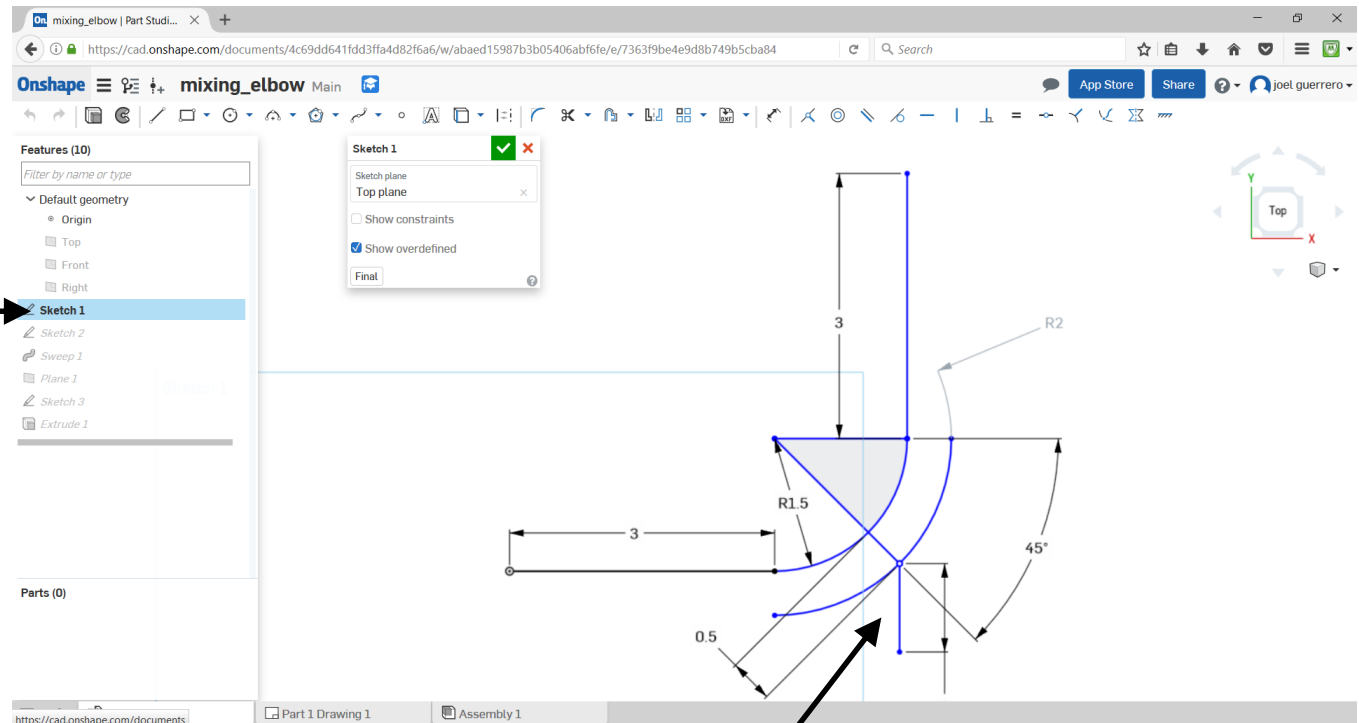 On mixing_elbow | Part Studi...
https://cad.onshape.com/documents/4c69dd641fdd3ffa4d82f6a6/w/abaed15987b3b05406abf6fe/e/7363f9be4e9d8b749b5cba84
Search
Onshape mixing_elbow Main
App Store
Share
joel guerrero
Features (10)
Filter by name or type
Default geometry
Origin
Top
Front
Right
Sketch 1
Sketch 2
Sweep 1
Plane 1
Sketch 3
Extrude 1
Parts (0)
Sketch 1
Sketch plane
Top plane
Show constraints
Show overdefined
Final
Y
Top
X
3
R2
R1.5
3
45°
0.5
https://cad.onshape.com/documents
Part 1 Drawing 1
Assembly 1